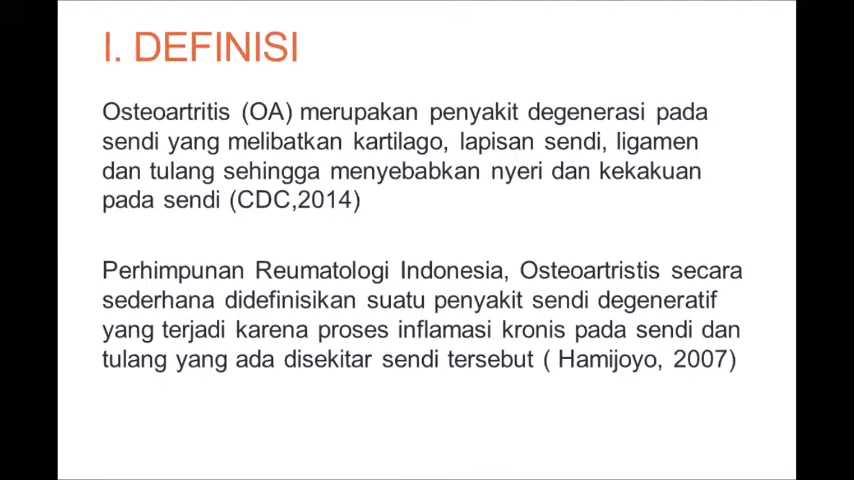 I. DEFINISI
Osteoartritis (OA) merupakan penyakit degenerasi pada
sendi yang melibatkan kartilago, lapisan sendi, ligamen
dan tulang sehingga menyebabkan nyeri dan kekakuan
pada sendi (CDC,2014)
Perhimpunan Reumatologi Indonesia, Osteoartristis secara
sederhana didefinisikan suatu penyakit sendi degeneratif
yang terjadi karena proses inflamasi kronis pada sendi dan
tulang yang ada disekitar sendi tersebut ( Hamijoyo, 2007)